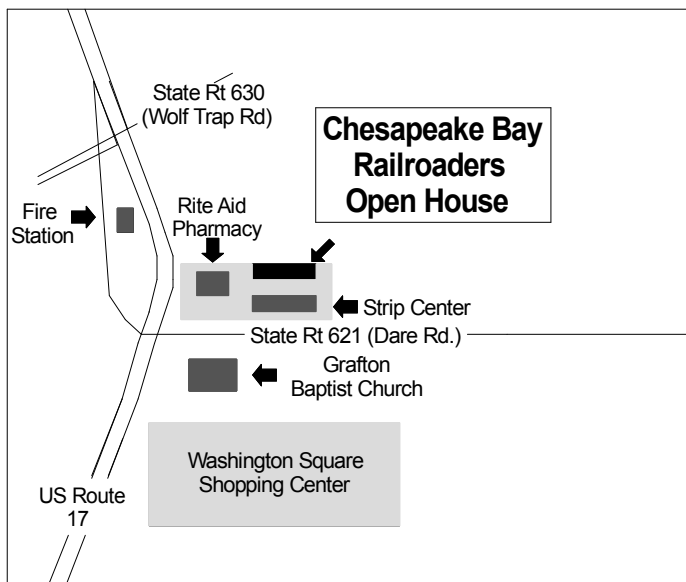 State Rt 630
(Wolf Trap Rd)
Chesapeake Bay
Railroaders
Open House
Fire
Station
Rite Aid
Pharmacy
Strip Center
State Rt 621 (Dare Rd.)
Grafton
Baptist Church
Washington Square
Shopping Center
US Route
17